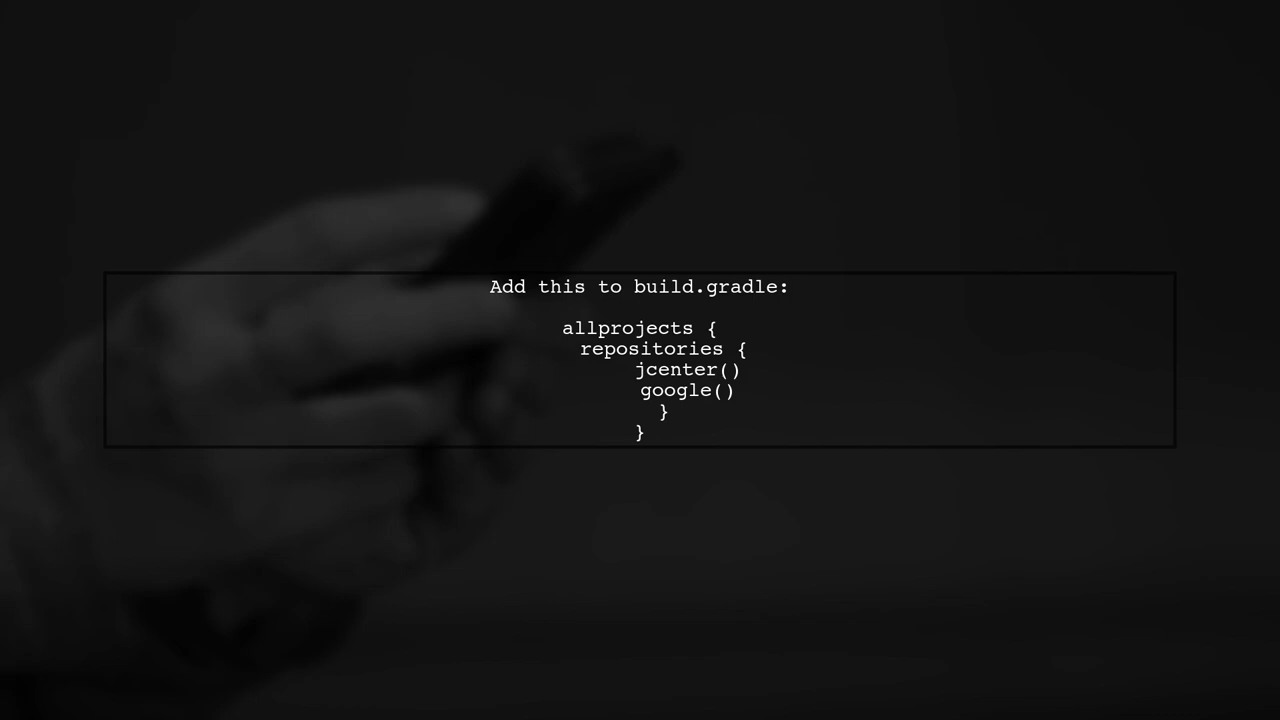 Add this to build.gradle:
allprojects {
repositories {
jcenter()
google()
}
}